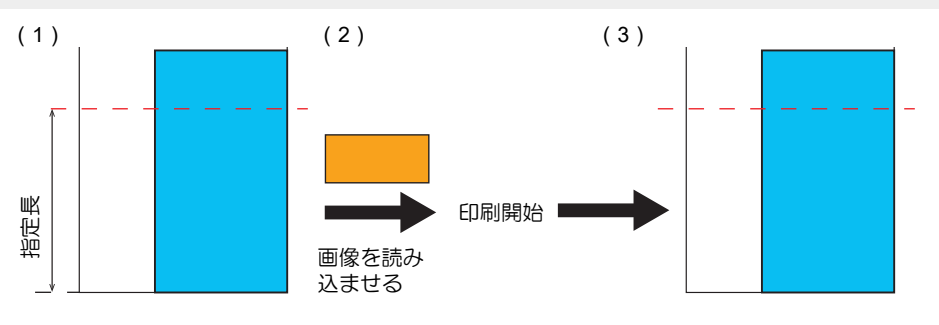 (1)
(2)
(3)
指定長
印刷開始
画像を読み
込ませる